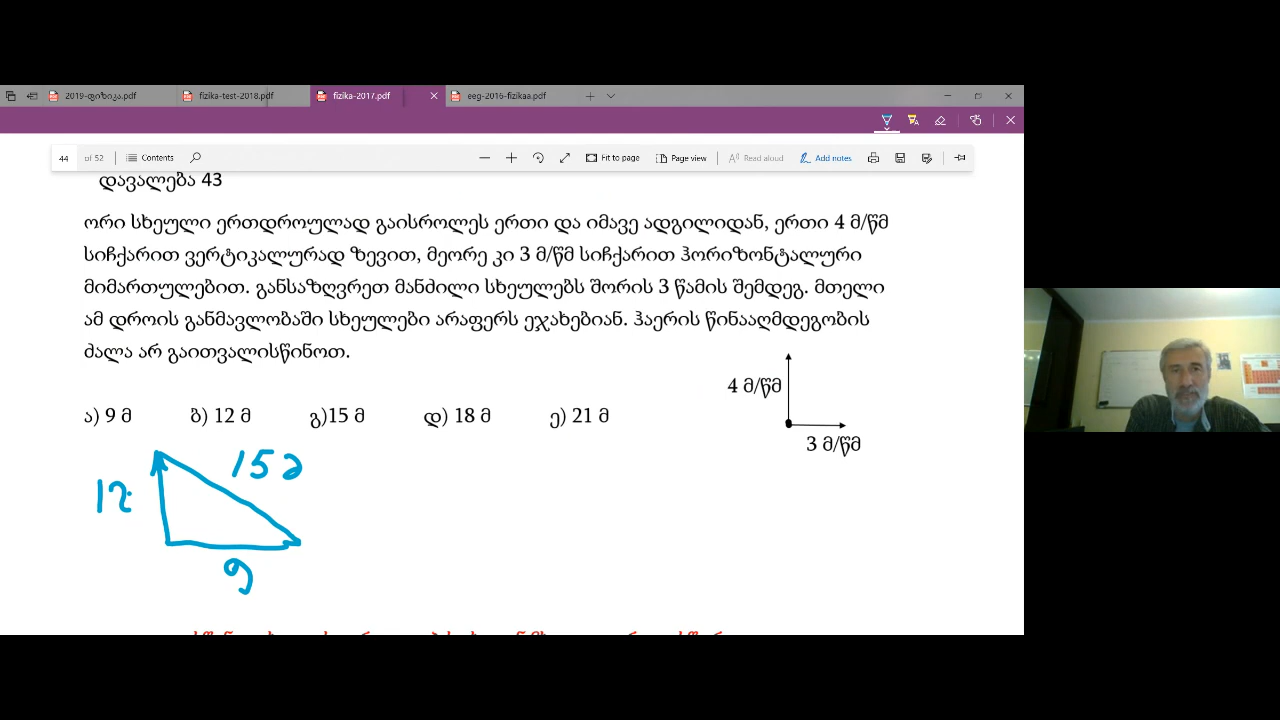 2019-ფიზიკა.pdf fizika-test-2018.pdf fizika-2017.pdf eeg-2016-fizikaa.pdf
44 of 52 Contents Fit to page Page view Read aloud Add notes
დავალება 43
ორი სხეული ერთდროულად გაისროლეს ერთი და იმავე ადგილიდან, ერთი 4 მ/წმ
სიჩქარით ვერტიკალურად ზევით, მეორე კი 3 მ/წმ სიჩქარით ჰორიზონტალური
მიმართულებით. განსაზღვრეთ მანძილი სხეულებს შორის 3 წამის შემდეგ. მთელი
ამ დროის განმავლობაში სხეულები არაფერს ეჯახებიან. ჰაერის წინააღმდეგობის
ძალა არ გაითვალისწინოთ.
4 მ/წმ
ა) 9 მ ბ) 12 მ გ)15 მ დ) 18 მ ე) 21 მ
3 მ/წმ
15 მ
12
9